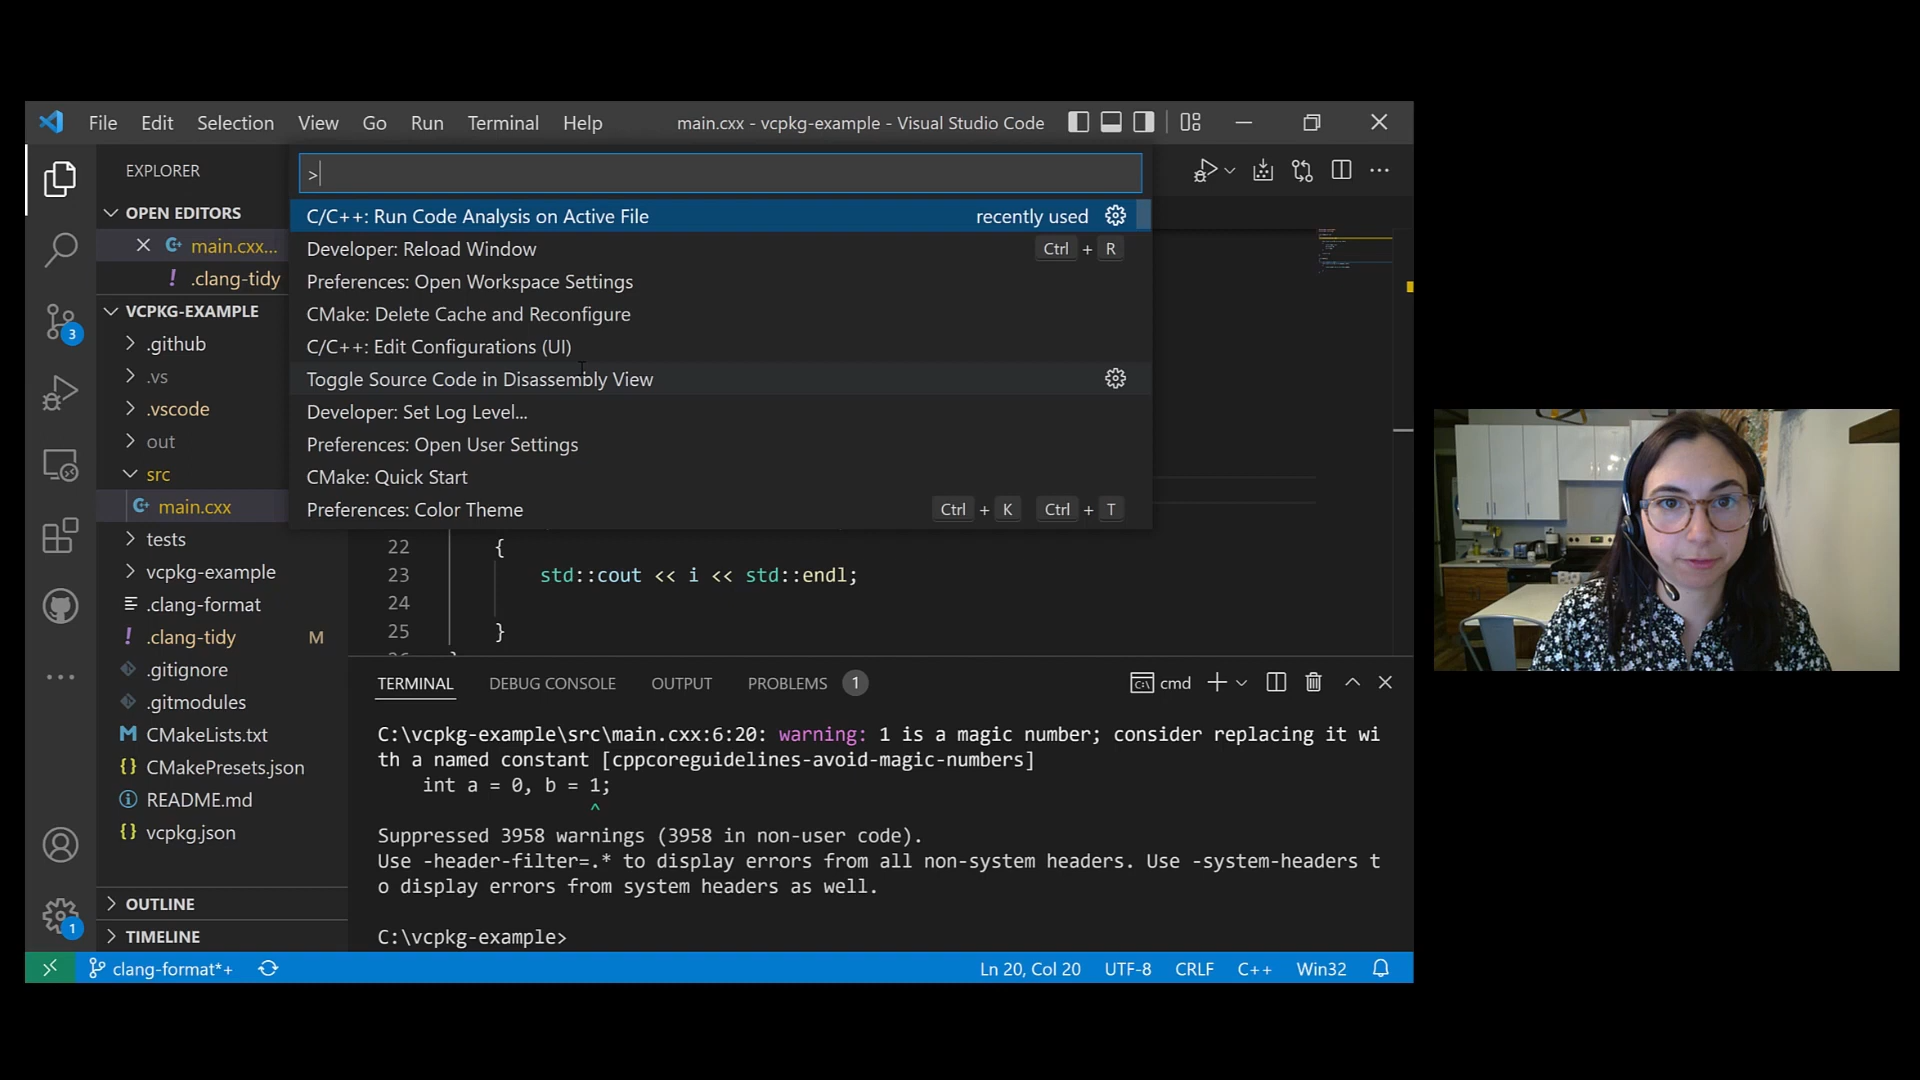 File Edit Selection View Go Run Terminal Help main.cxx - vcpkg-example - Visual Studio Code
EXPLORER
OPEN EDITORS
main.cxx...
.clang-tidy
VCPKG-EXAMPLE
.github
.vs
.vscode
out
src
main.cxx
tests
vcpkg-example
.clang-format
.clang-tidy M
.gitignore
.gitmodules
CMakeLists.txt
CMakePresets.json
README.md
vcpkg.json
OUTLINE
TIMELINE
3
1
>
C/C++: Run Code Analysis on Active File recently used
Developer: Reload Window Ctrl + R
Preferences: Open Workspace Settings
CMake: Delete Cache and Reconfigure
C/C++: Edit Configurations (UI)
Toggle Source Code in Disassembly View
Developer: Set Log Level...
Preferences: Open User Settings
CMake: Quick Start
Preferences: Color Theme Ctrl + K Ctrl + T
22 {
23 std::cout << i << std::endl;
24
25 }
TERMINAL DEBUG CONSOLE OUTPUT PROBLEMS 1 cmd
C:\vcpkg-example\src\main.cxx:6:20: warning: 1 is a magic number; consider replacing it wi
th a named constant [cppcoreguidelines-avoid-magic-numbers]
int a = 0, b = 1;
^
Suppressed 3958 warnings (3958 in non-user code).
Use -header-filter=.* to display errors from all non-system headers. Use -system-headers t
o display errors from system headers as well.
C:\vcpkg-example>
clang-format*+ Ln 20, Col 20 UTF-8 CRLF C++ Win32